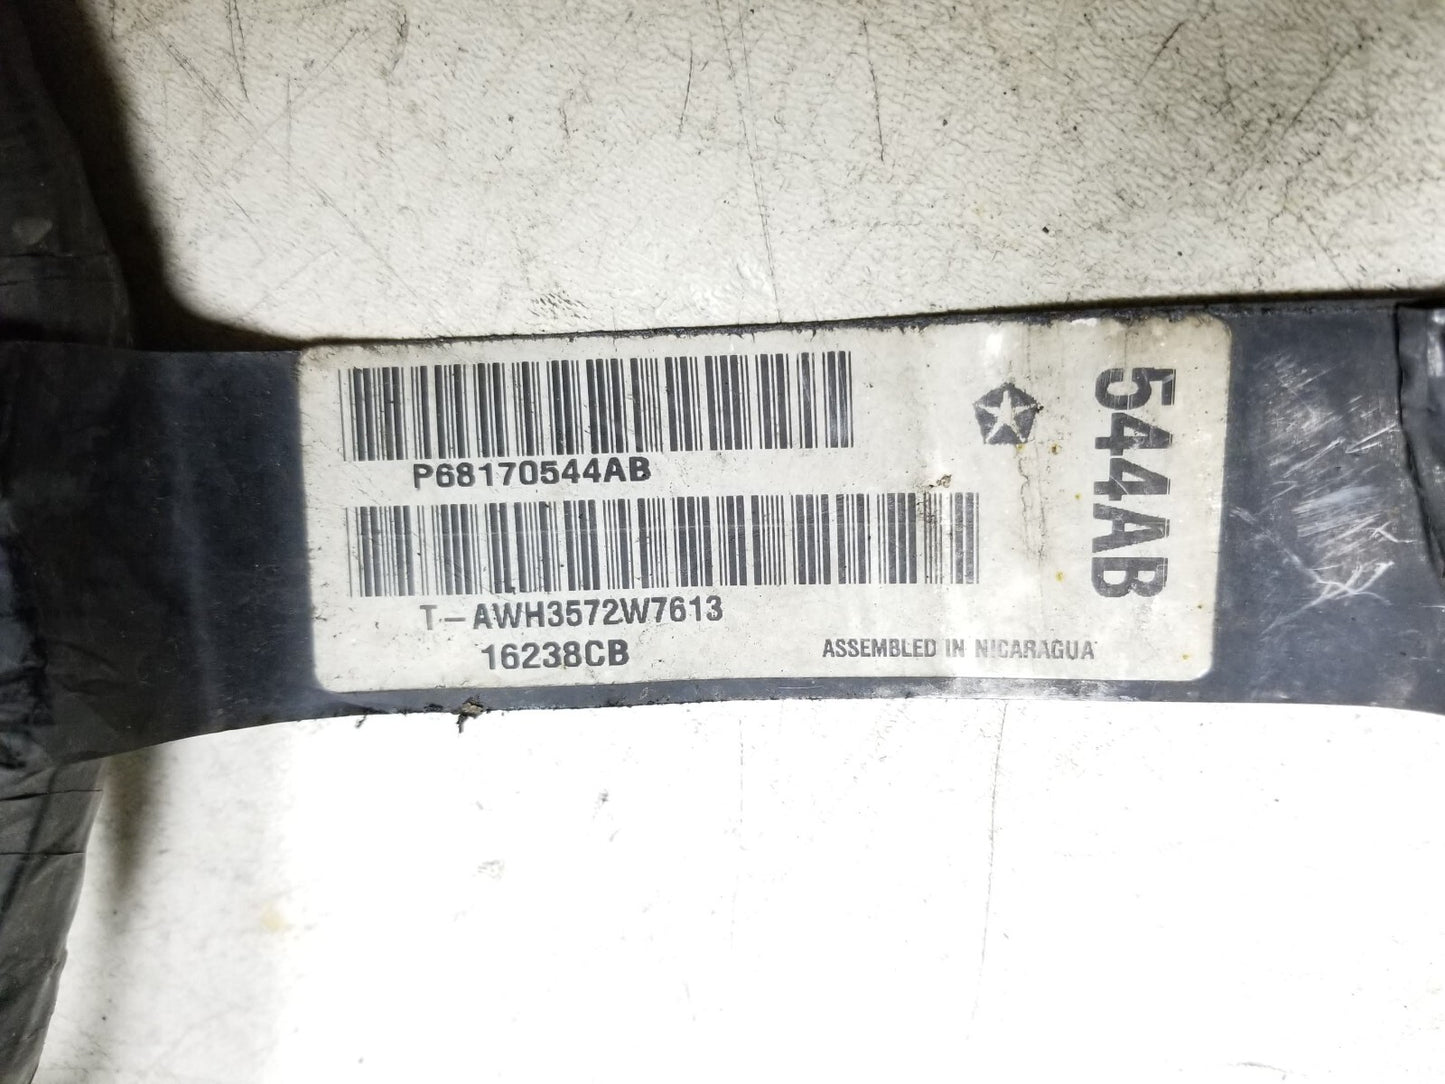 P68170544AB
T-AWH3572W7613
16238CB
ASSEMBLED IN NICARAGUA
544AB